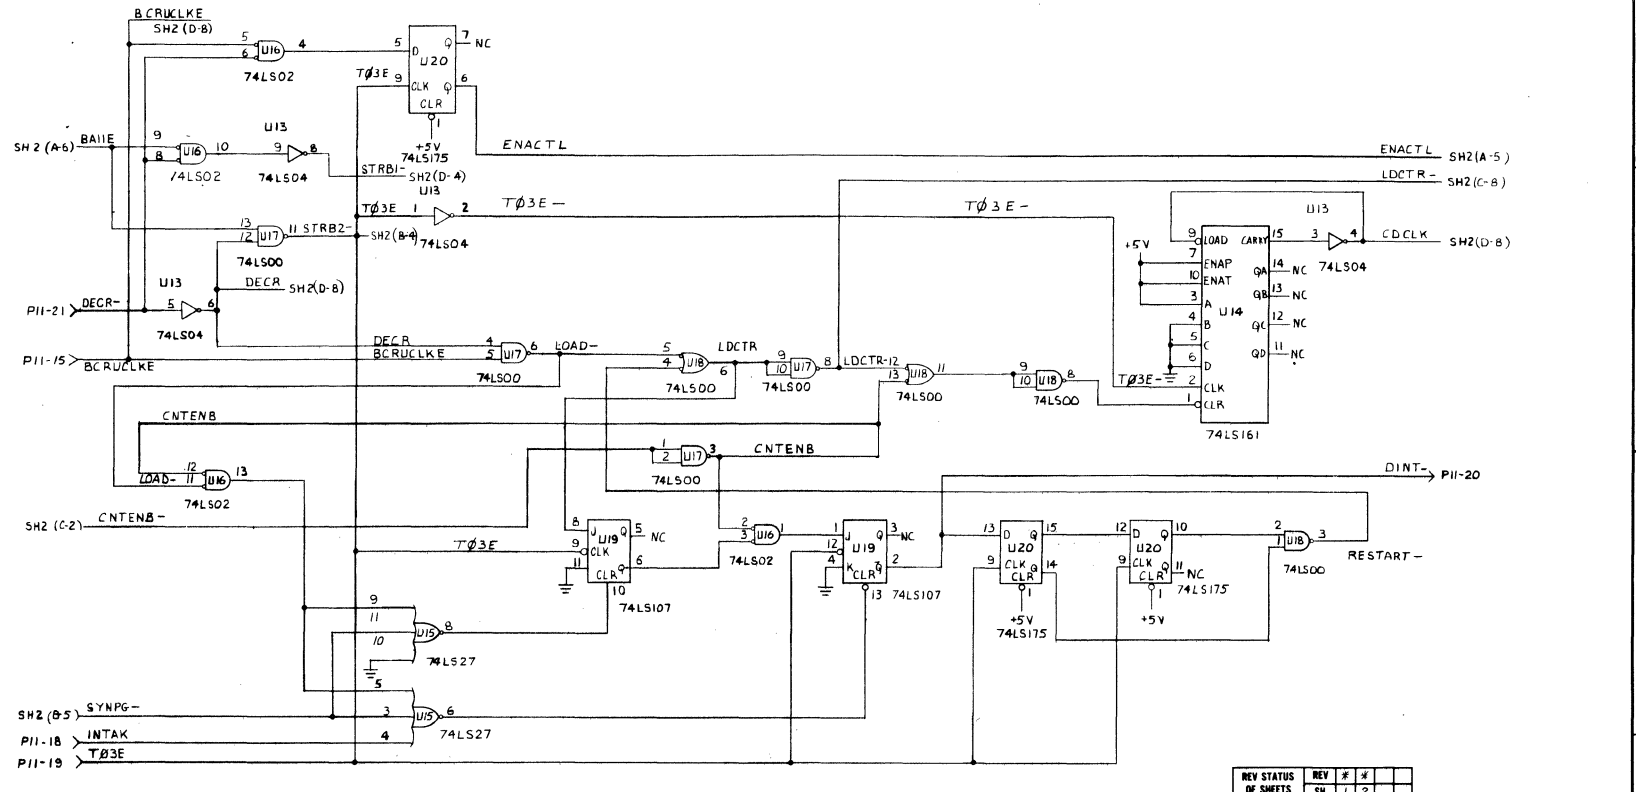 BCRUCLKE
SH2 (D-8)
5
6
U16
4
74LS02
5
D
Q
7
NC
U20
TØ3E
9
CLK
Q
6
CLR
1
+5V
74LS175
ENACTL
ENACTL
SH2(A-5)
LDCTR-
SH2(C-8)
SH2 (A-6)
BA11E
9
8
U16
10
74LS02
U13
9
8
74LS04
STRB1-
SH2(D-4)
U13
TØ3E
1
2
74LS04
TØ3E-
TØ3E-
13
12
U17
11
STRB2-
SH2(B-4)
74LS00
DECR
SH2(D-8)
P11-21
DECR-
U13
5
6
74LS04
P11-15
BCRUCLKE
DECR
BCRUCLKE
4
5
U17
6
LOAD-
74LS00
5
4
U18
6
LDCTR
74LS00
9
10
U17
8
74LS00
LDCTR-
12
13
U18
11
74LS00
9
10
U18
8
74LS00
+5V
9
LOAD
CARRY
15
7
ENAP
10
ENAT
QA
14
NC
3
A
QB
13
NC
U14
4
B
QC
12
NC
5
C
6
D
QD
11
NC
TØ3E-
2
CLK
1
CLR
74LS161
U13
3
4
74LS04
CDCLK
SH2(D-8)
CNTENB
12
LOAD-
11
U16
13
74LS02
1
2
U17
3
CNTENB
74LS00
DINT-
P11-20
SH2 (C-2)
CNTENB-
TØ3E
8
J
Q
5
NC
U19
9
CLK
11
Q
6
CLR
10
74LS107
2
3
U16
1
74LS02
1
J
Q
3
NC
12
U19
4
K
Q
2
CLR
13
74LS107
13
D
Q
15
U20
9
CLK
Q
14
CLR
1
+5V
74LS175
12
D
Q
10
U20
9
CLK
Q
11
NC
CLR
1
+5V
74LS175
2
1
U18
3
74LS00
RESTART-
9
11
10
U15
8
74LS27
5
3
4
U15
6
74LS27
SH2 (B-5)
SYNPG-
P11-18
INTAK
P11-19
TØ3E
REV STATUS
OF SHEETS
REV
*
*
SH
1
2